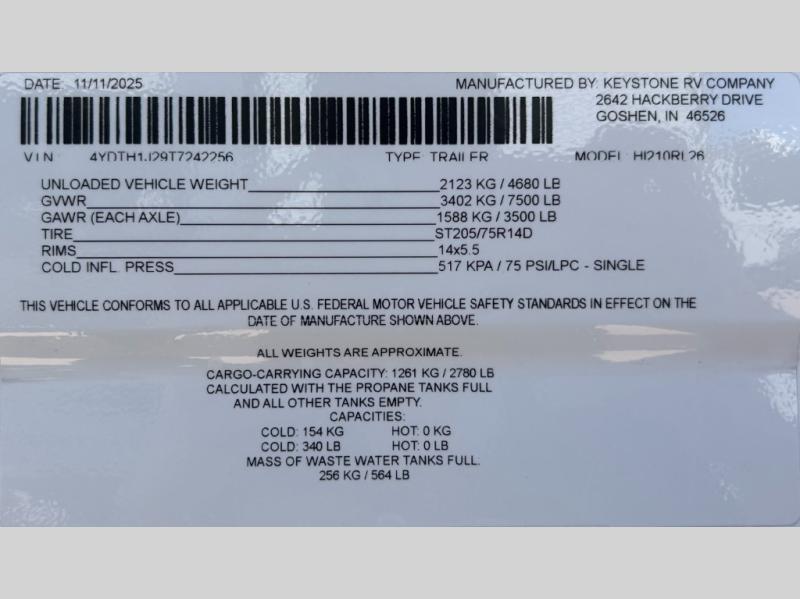 DATE: 11/11/2025
MANUFACTURED BY: KEYSTONE RV COMPANY
2642 HACKBERRY DRIVE
GOSHEN, IN 46526
V.I.N. 4YDTH1J29T7242256 TYPE: TRAILER MODEL: HI210RL26
UNLOADED VEHICLE WEIGHT 2123 KG / 4680 LB
GVWR 3402 KG / 7500 LB
GAWR (EACH AXLE) 1588 KG / 3500 LB
TIRE ST205/75R14D
RIMS 14x5.5
COLD INFL. PRESS 517 KPA / 75 PSI/LPC - SINGLE
THIS VEHICLE CONFORMS TO ALL APPLICABLE U.S. FEDERAL MOTOR VEHICLE SAFETY STANDARDS IN EFFECT ON THE
DATE OF MANUFACTURE SHOWN ABOVE.
ALL WEIGHTS ARE APPROXIMATE.
CARGO-CARRYING CAPACITY: 1261 KG / 2780 LB
CALCULATED WITH THE PROPANE TANKS FULL
AND ALL OTHER TANKS EMPTY.
CAPACITIES:
COLD: 154 KG HOT: 0 KG
COLD: 340 LB HOT: 0 LB
MASS OF WASTE WATER TANKS FULL:
256 KG / 564 LB